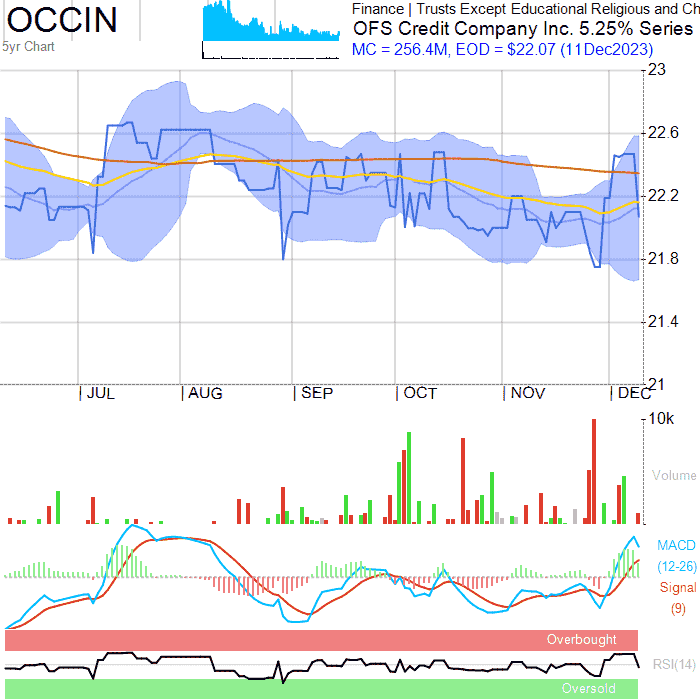 OCCIN
5yr Chart
Finance | Trusts Except Educational Religious and Ch
OFS Credit Company Inc. 5.25% Series
MC = 256.4M, EOD = $22.07 (11Dec2023)
23
22.6
22.2
21.8
21.4
21
JUL AUG SEP OCT NOV DEC
10k
Volume
MACD
(12-26)
Signal
(9)
Overbought
RSI(14)
Oversold